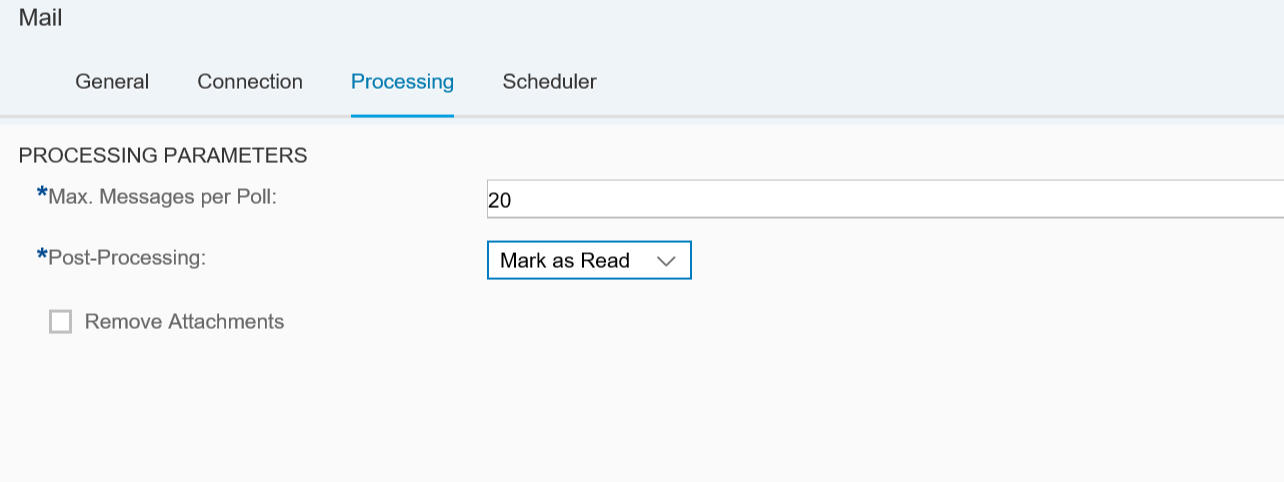 Mail
General Connection Processing Scheduler
PROCESSING PARAMETERS
*Max. Messages per Poll: 20
*Post-Processing: Mark as Read
Remove Attachments